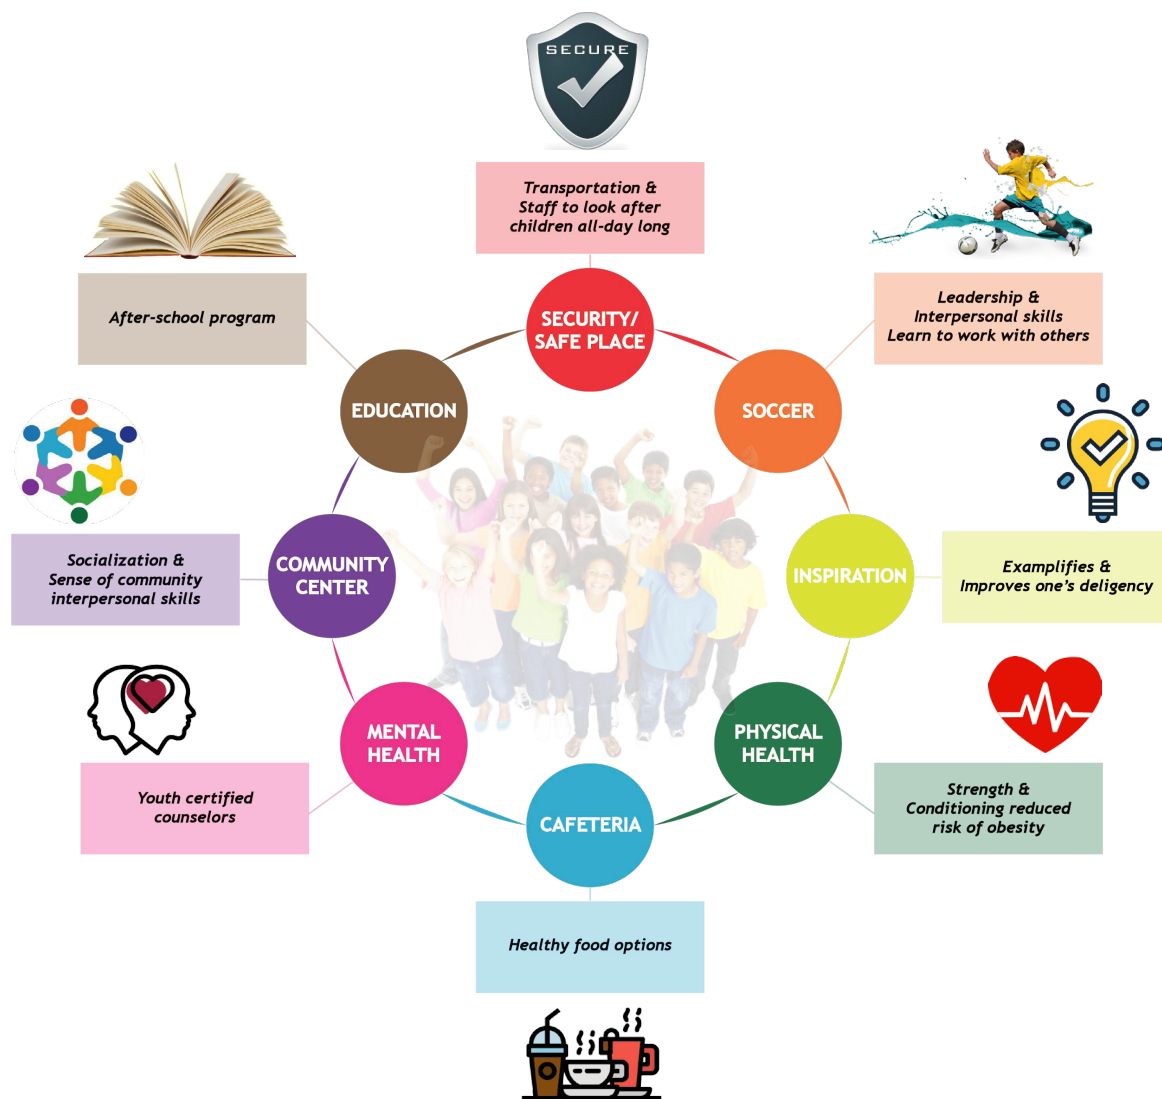 SECURE
Transportation &
Staff to look after
children all-day long
SECURITY/
SAFE PLACE
Leadership &
Interpersonal skills
Learn to work with others
SOCCER
Examplifies &
Improves one's deligency
INSPIRATION
Strength &
Conditioning reduced
risk of obesity
PHYSICAL
HEALTH
CAFETERIA
Healthy food options
MENTAL
HEALTH
Youth certified
counselors
COMMUNITY
CENTER
Socialization &
Sense of community
interpersonal skills
EDUCATION
After-school program